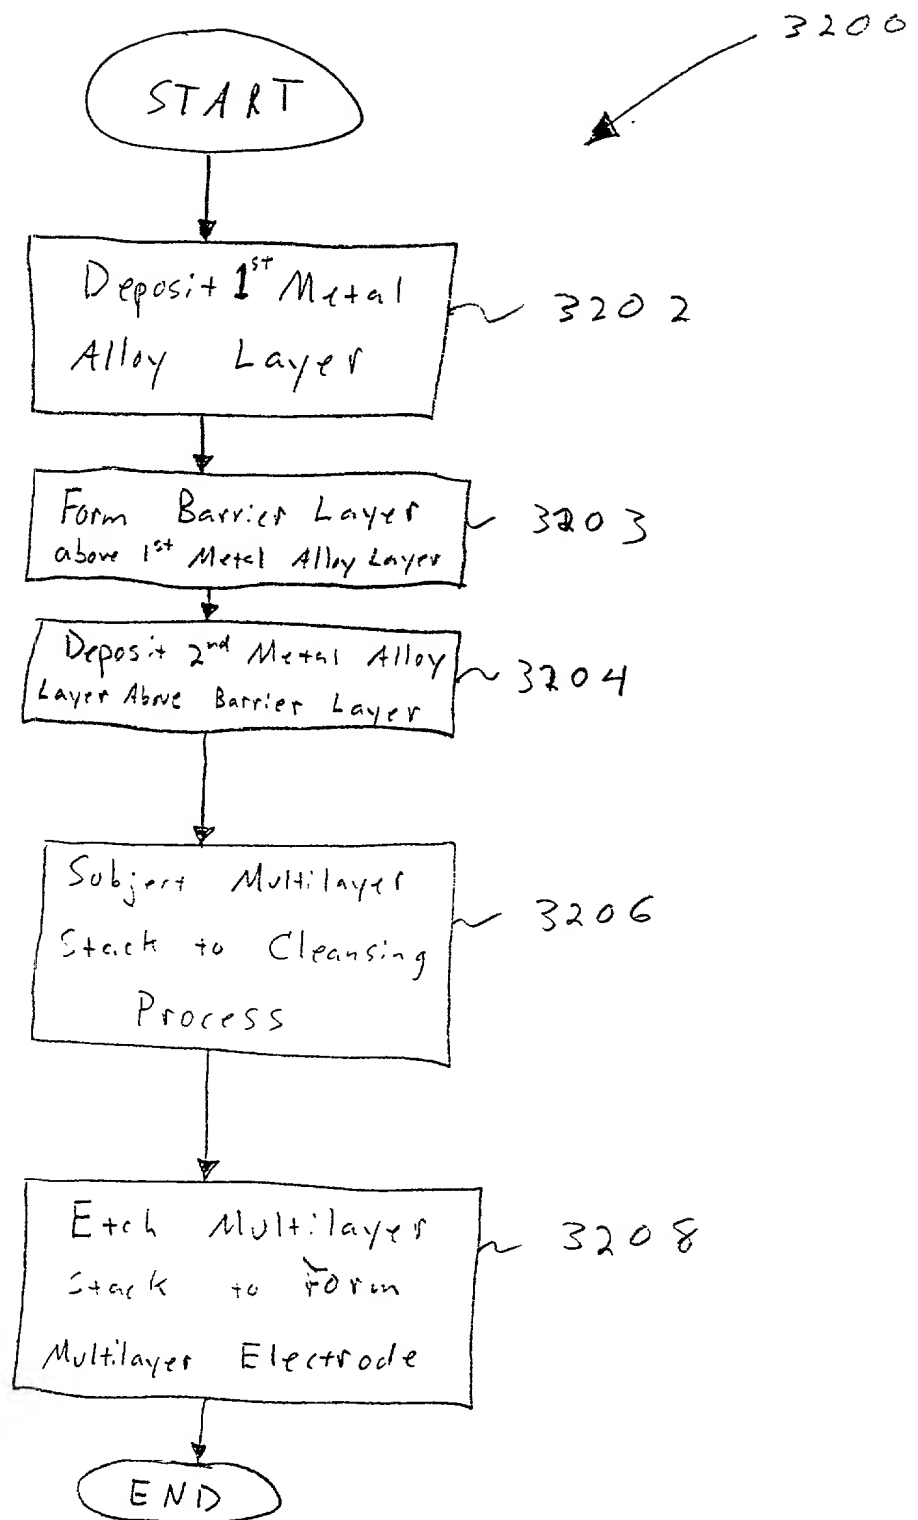 3200
START
Deposit 1st Metal
Alloy Layer
3202
Form Barrier Layer
above 1st Metal Alloy Layer
3203
Deposit 2nd Metal Alloy
Layer Above Barrier Layer
3204
Subject Multilayer
Stack to Cleansing
Process
3206
Etch Multilayer
Stack to Form
Multilayer Electrode
3208
END